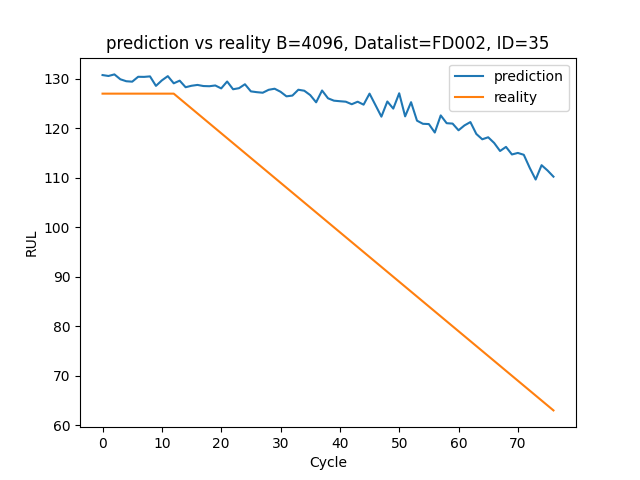 prediction vs reality B=4096, Datalist=FD002, ID=35
prediction
reality
RUL
130
120
110
100
90
80
70
60
0 10 20 30 40 50 60 70
Cycle